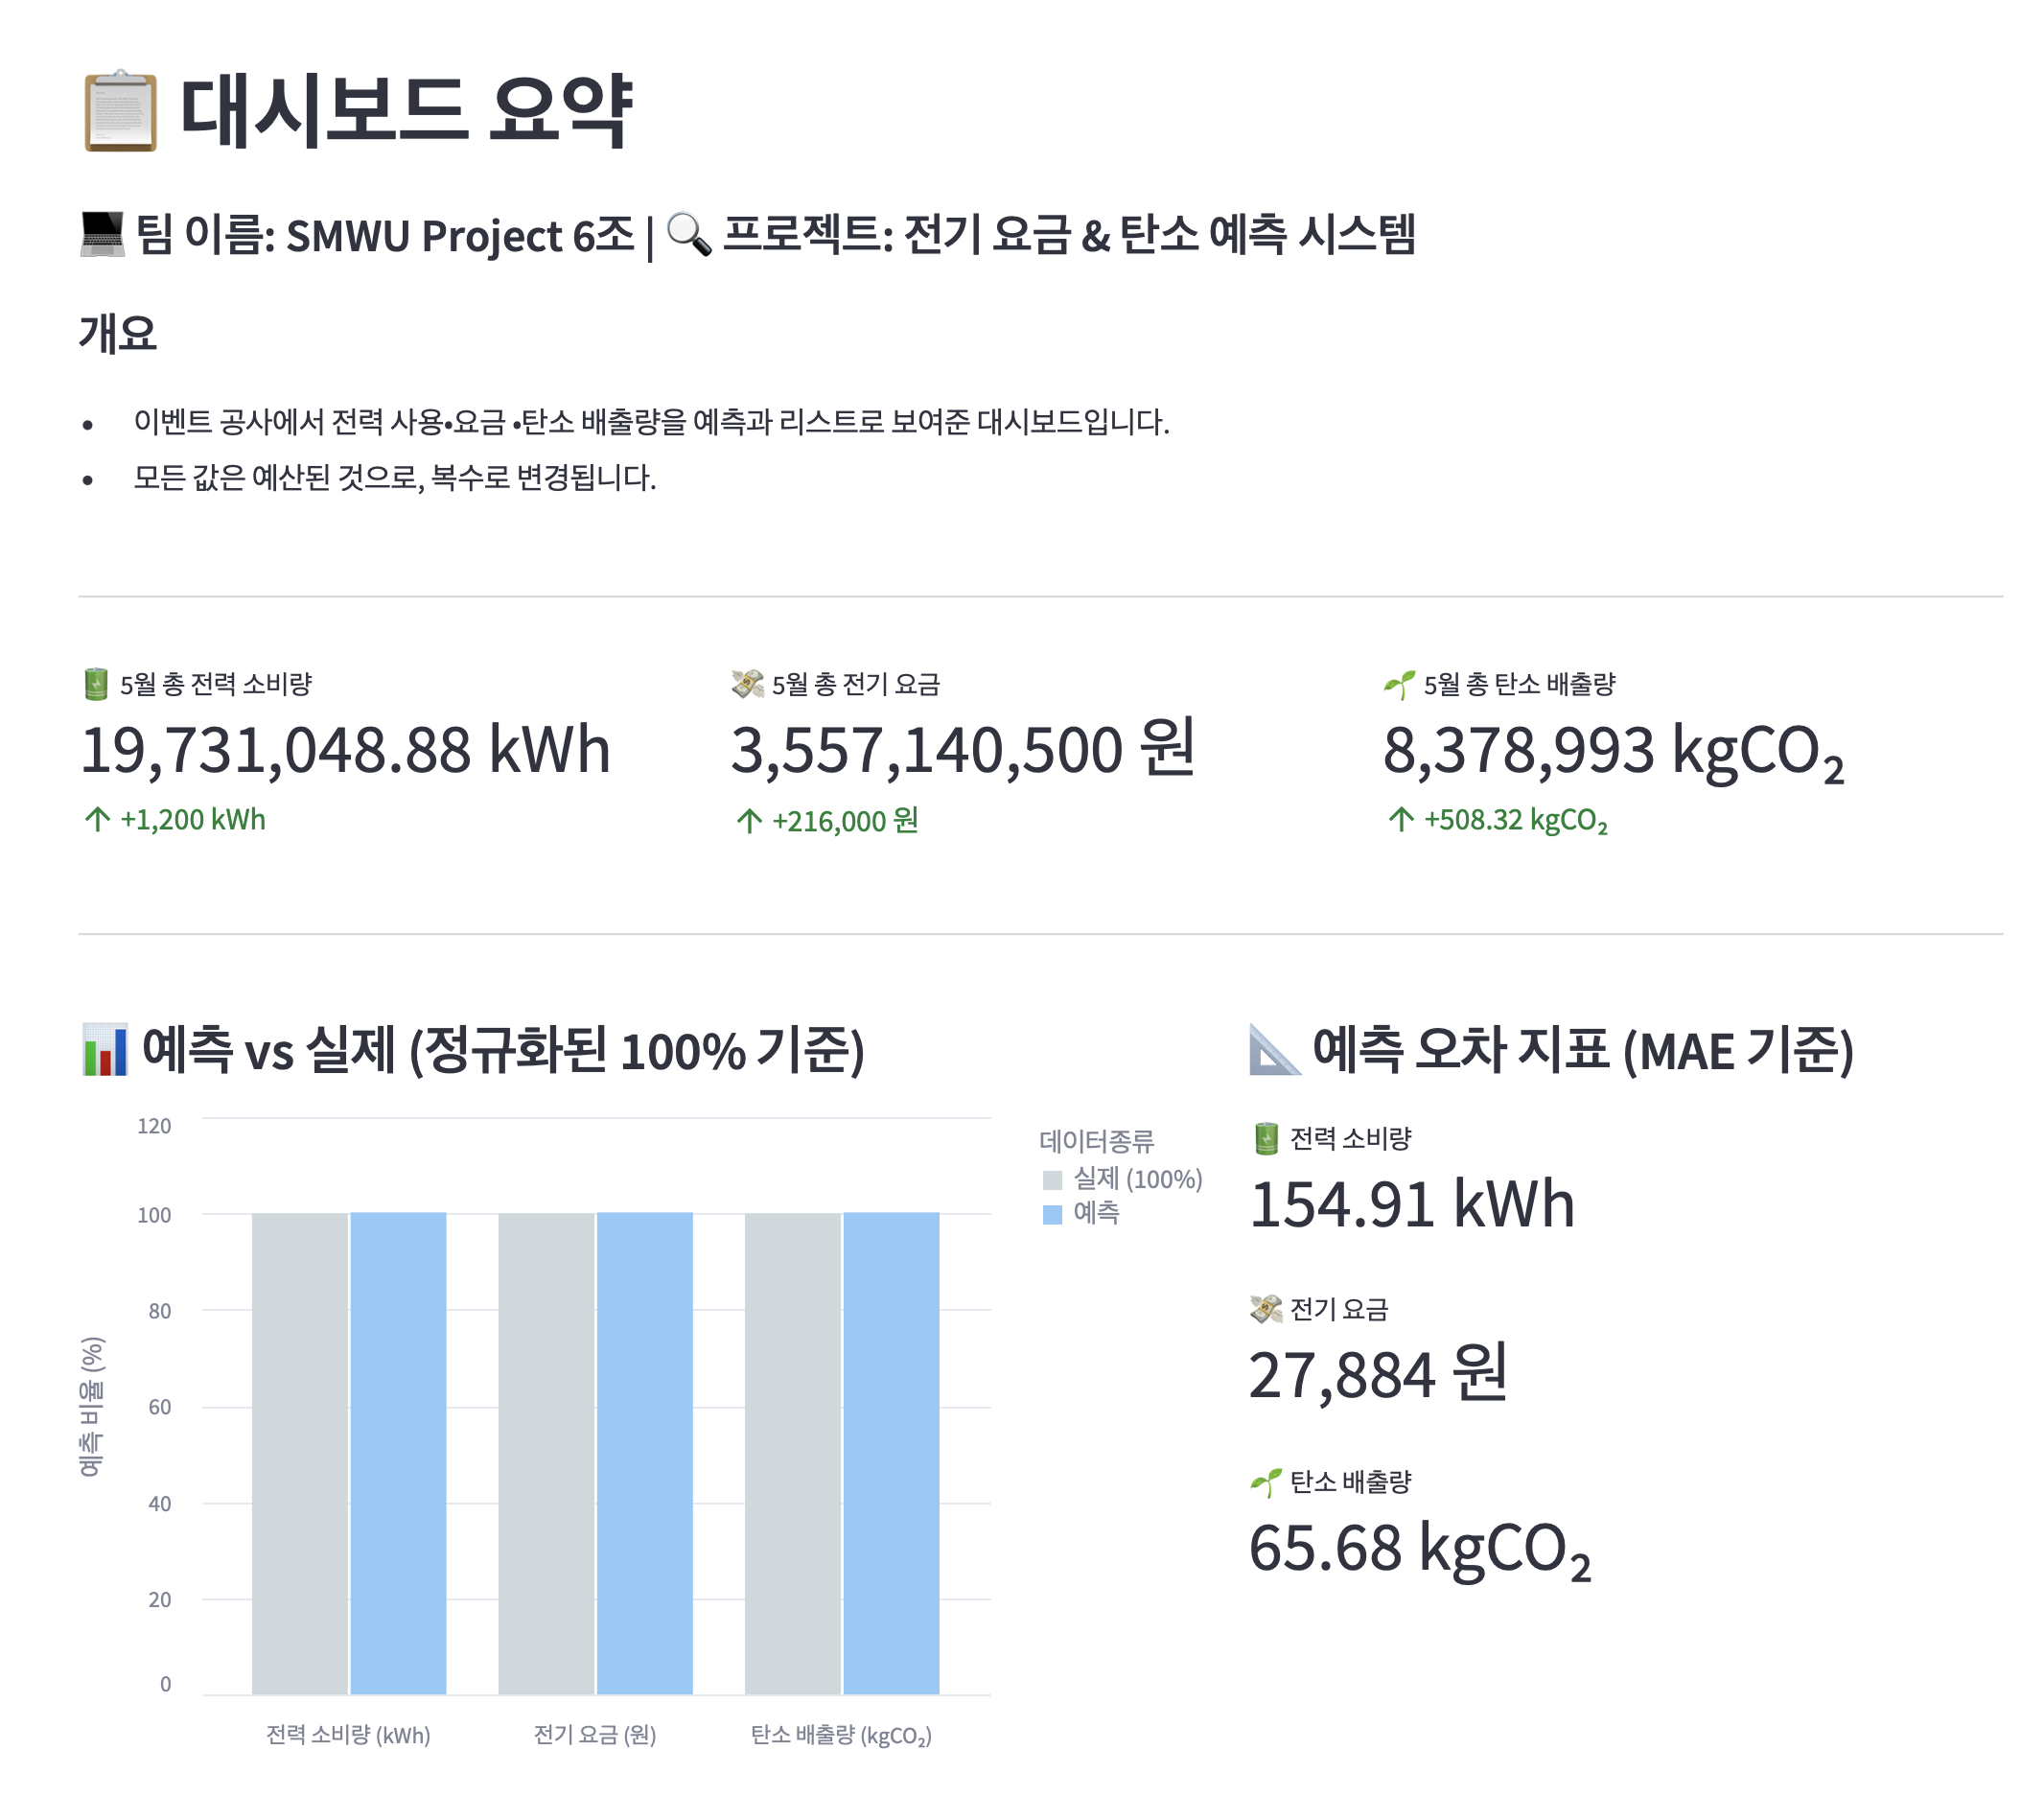 대시보드 요약
팀 이름: SMWU Project 6조 | 프로젝트: 전기 요금 & 탄소 예측 시스템
개요
• 이벤트 공사에서 전력 사용•요금 •탄소 배출량을 예측과 리스트로 보여준 대시보드입니다.
• 모든 값은 예산된 것으로, 복수로 변경됩니다.
5월 총 전력 소비량
19,731,048.88 kWh
↑ +1,200 kWh
5월 총 전기 요금
3,557,140,500 원
↑ +216,000 원
5월 총 탄소 배출량
8,378,993 kgCO₂
↑ +508.32 kgCO₂
예측 vs 실제 (정규화된 100% 기준)
120
100
80
60
40
20
0
예측 비율 (%)
전력 소비량 (kWh)
전기 요금 (원)
탄소 배출량 (kgCO₂)
데이터종류
실제 (100%)
예측
예측 오차 지표 (MAE 기준)
전력 소비량
154.91 kWh
전기 요금
27,884 원
탄소 배출량
65.68 kgCO₂